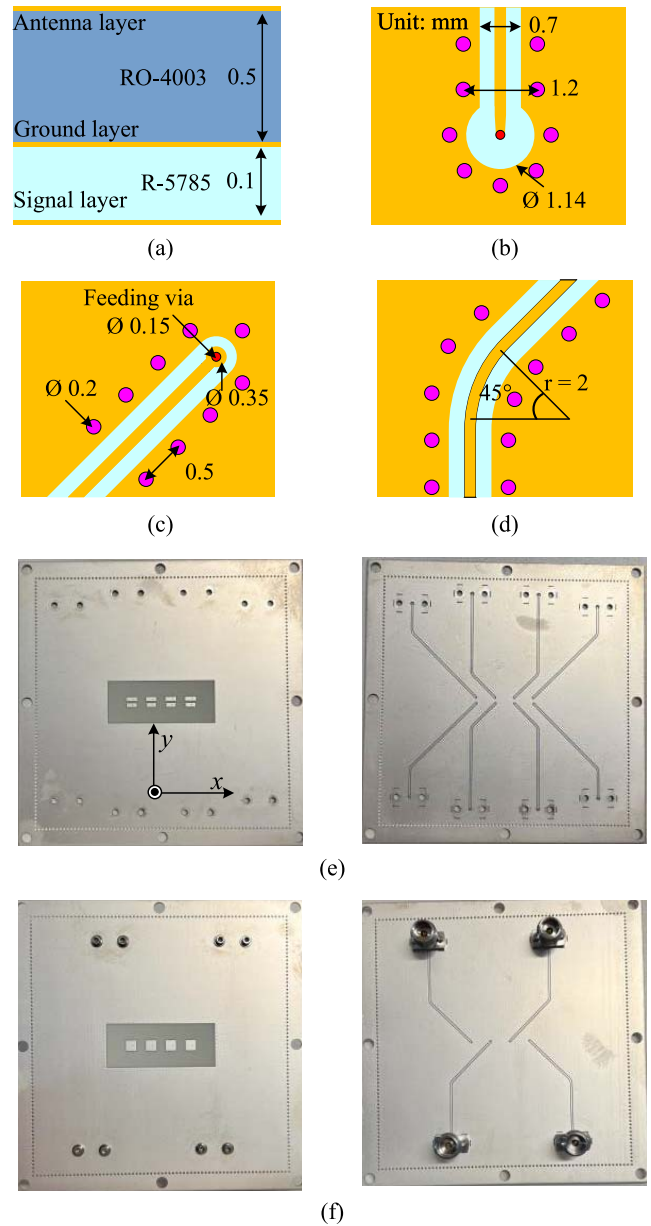 Antenna layer
RO-4003 0.5
Ground layer
R-5785 0.1
Signal layer
(a)
Unit: mm
0.7
1.2
Ø 1.14
(b)
Feeding via
Ø 0.15
Ø 0.2
Ø 0.35
0.5
(c)
45°
r = 2
(d)
y
x
(e)
(f)